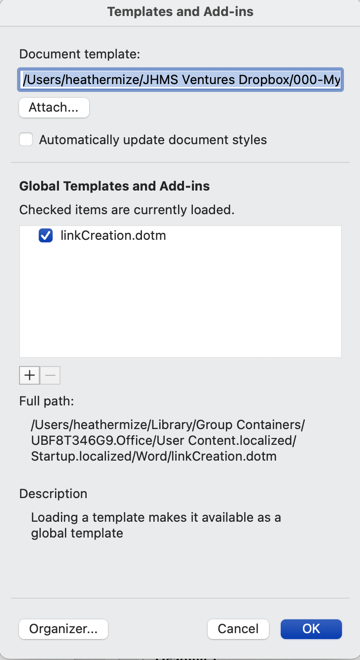 Templates and Add-ins
Document template:
/Users/heathermize/JHMS Ventures Dropbox/000-My
Attach...
Automatically update document styles
Global Templates and Add-ins
Checked items are currently loaded.
linkCreation.dotm
Full path:
/Users/heathermize/Library/Group Containers/
UBF8T346G9.Office/User Content.localized/
Startup.localized/Word/linkCreation.dotm
Description
Loading a template makes it available as a
global template
Organizer...
Cancel
OK